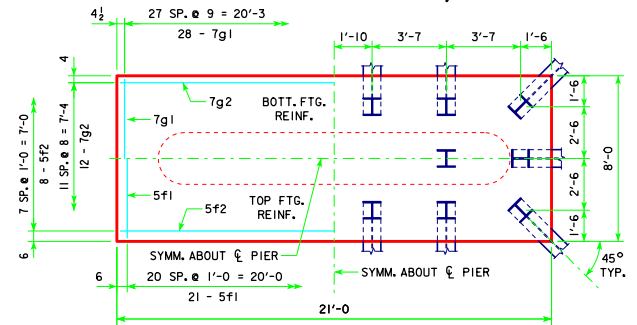 4½
27 SP. @ 9 = 20'-3
28 - 7g1
1'-10
3'-7
3'-7
1'-6
4
7g2
BOTT. FTG.
REINF.
7g1
7 SP. @ 1'-0 = 7'-0
8 - 5f2
11 SP. @ 8 = 7'-4
12 - 7g2
1'-6
2'-6
2'-6
1'-6
8'-0
5f1
TOP FTG.
REINF.
5f2
6
SYMM. ABOUT ℄ PIER
45°
TYP.
6
20 SP. @ 1'-0 = 20'-0
21 - 5f1
SYMM. ABOUT ℄ PIER
21'-0